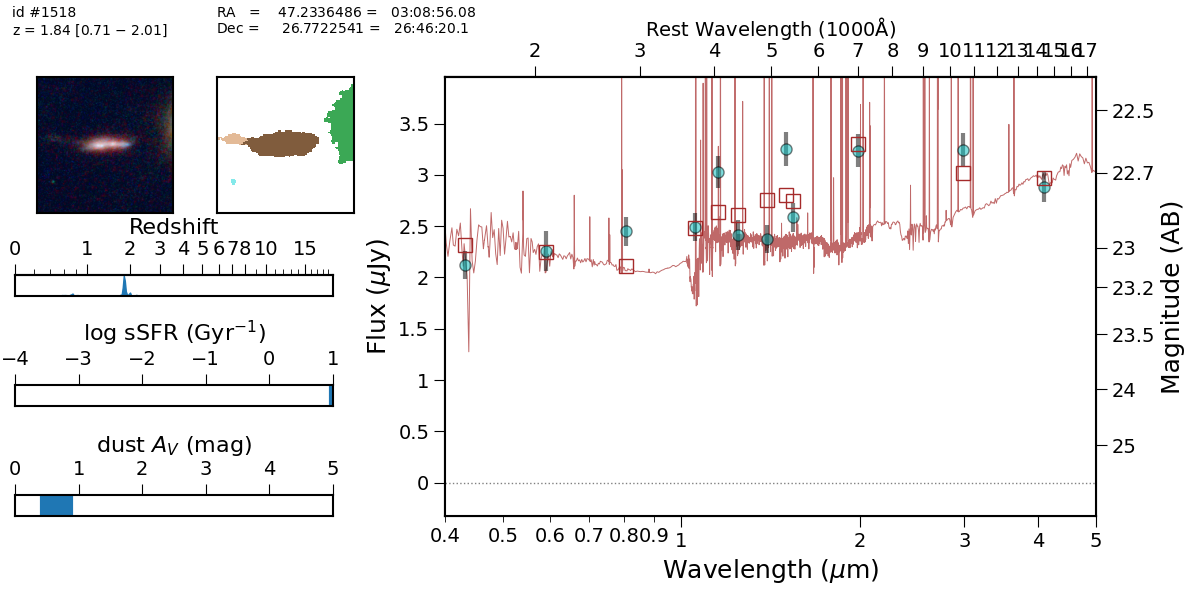 id #1518
z = 1.84 [0.71 − 2.01]
RA = 47.2336486 = 03:08:56.08
Dec = 26.7722541 = 26:46:20.1
Redshift
0 1 2 3 4 5 6 7 8 10 15
log sSFR (Gyr⁻¹)
−4 −3 −2 −1 0 1
dust A_V (mag)
0 1 2 3 4 5
Rest Wavelength (1000Å)
2 3 4 5 6 7 8 9 10 11 12 13 14 15 16 17
Flux (μJy)
3.5
3
2.5
2
1.5
1
0.5
0
22.5
22.7
23
23.2
23.5
24
25
Magnitude (AB)
0.4 0.5 0.6 0.7 0.8 0.9 1 2 3 4 5
Wavelength (μm)